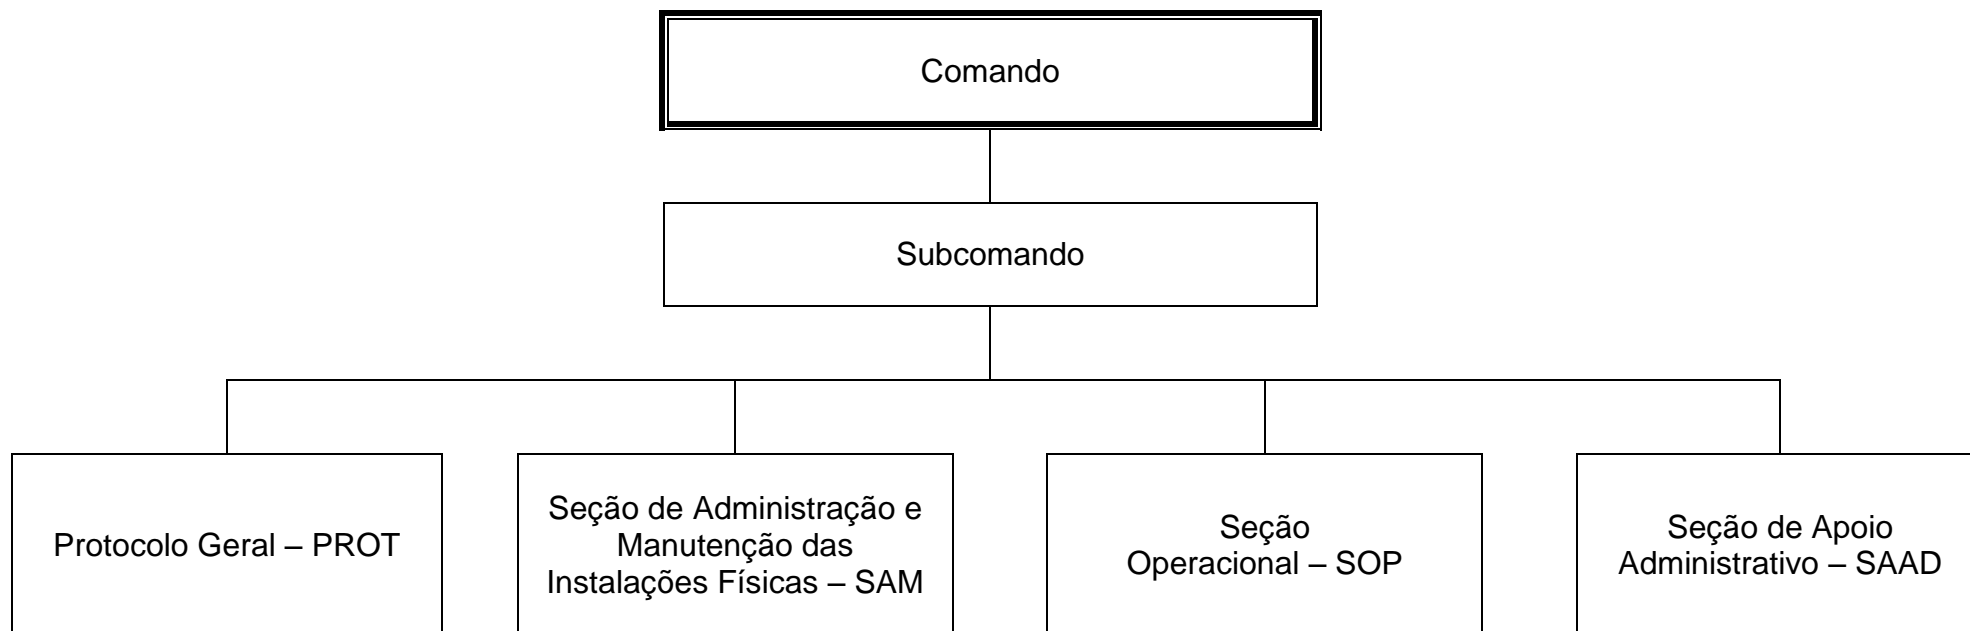 Comando
Subcomando
Protocolo Geral – PROT
Seção de Administração e
Manutenção das
Instalações Físicas – SAM
Seção
Operacional – SOP
Seção de Apoio
Administrativo – SAAD